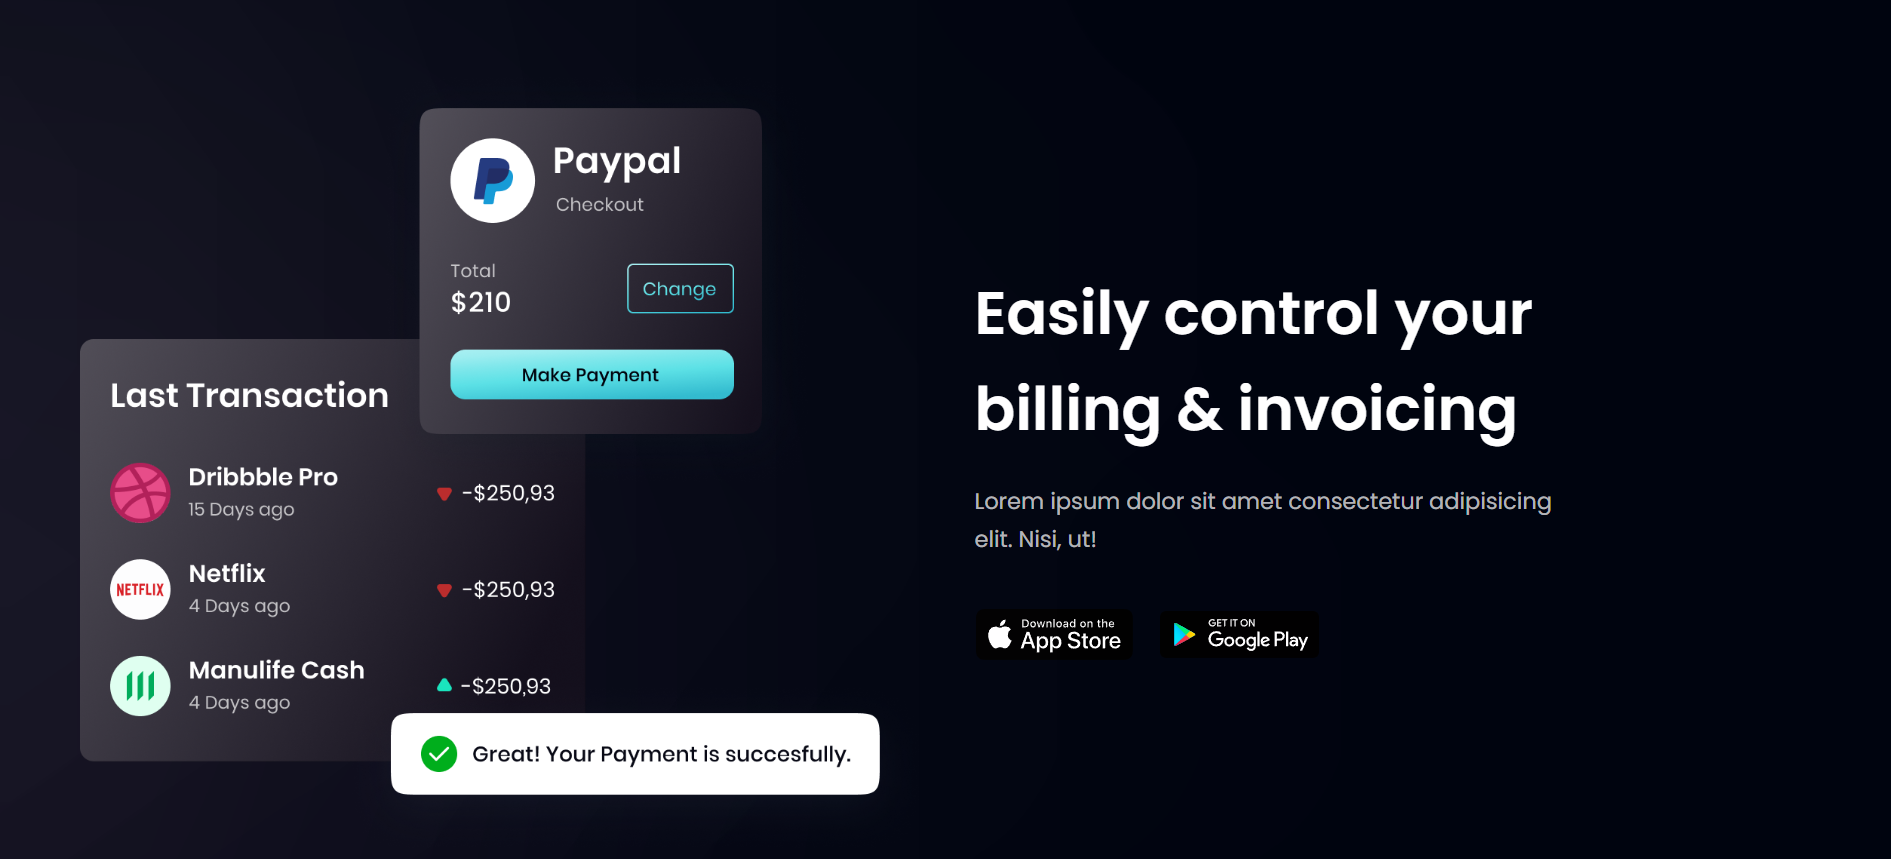 Paypal
Checkout
Total
$210
Change
Make Payment
Last Transaction
Dribbble Pro
15 Days ago
-$250,93
NETFLIX
Netflix
4 Days ago
-$250,93
Manulife Cash
4 Days ago
-$250,93
Great! Your Payment is succesfully.
Easily control your
billing & invoicing
Lorem ipsum dolor sit amet consectetur adipisicing
elit. Nisi, ut!
Download on the
App Store
GET IT ON
Google Play